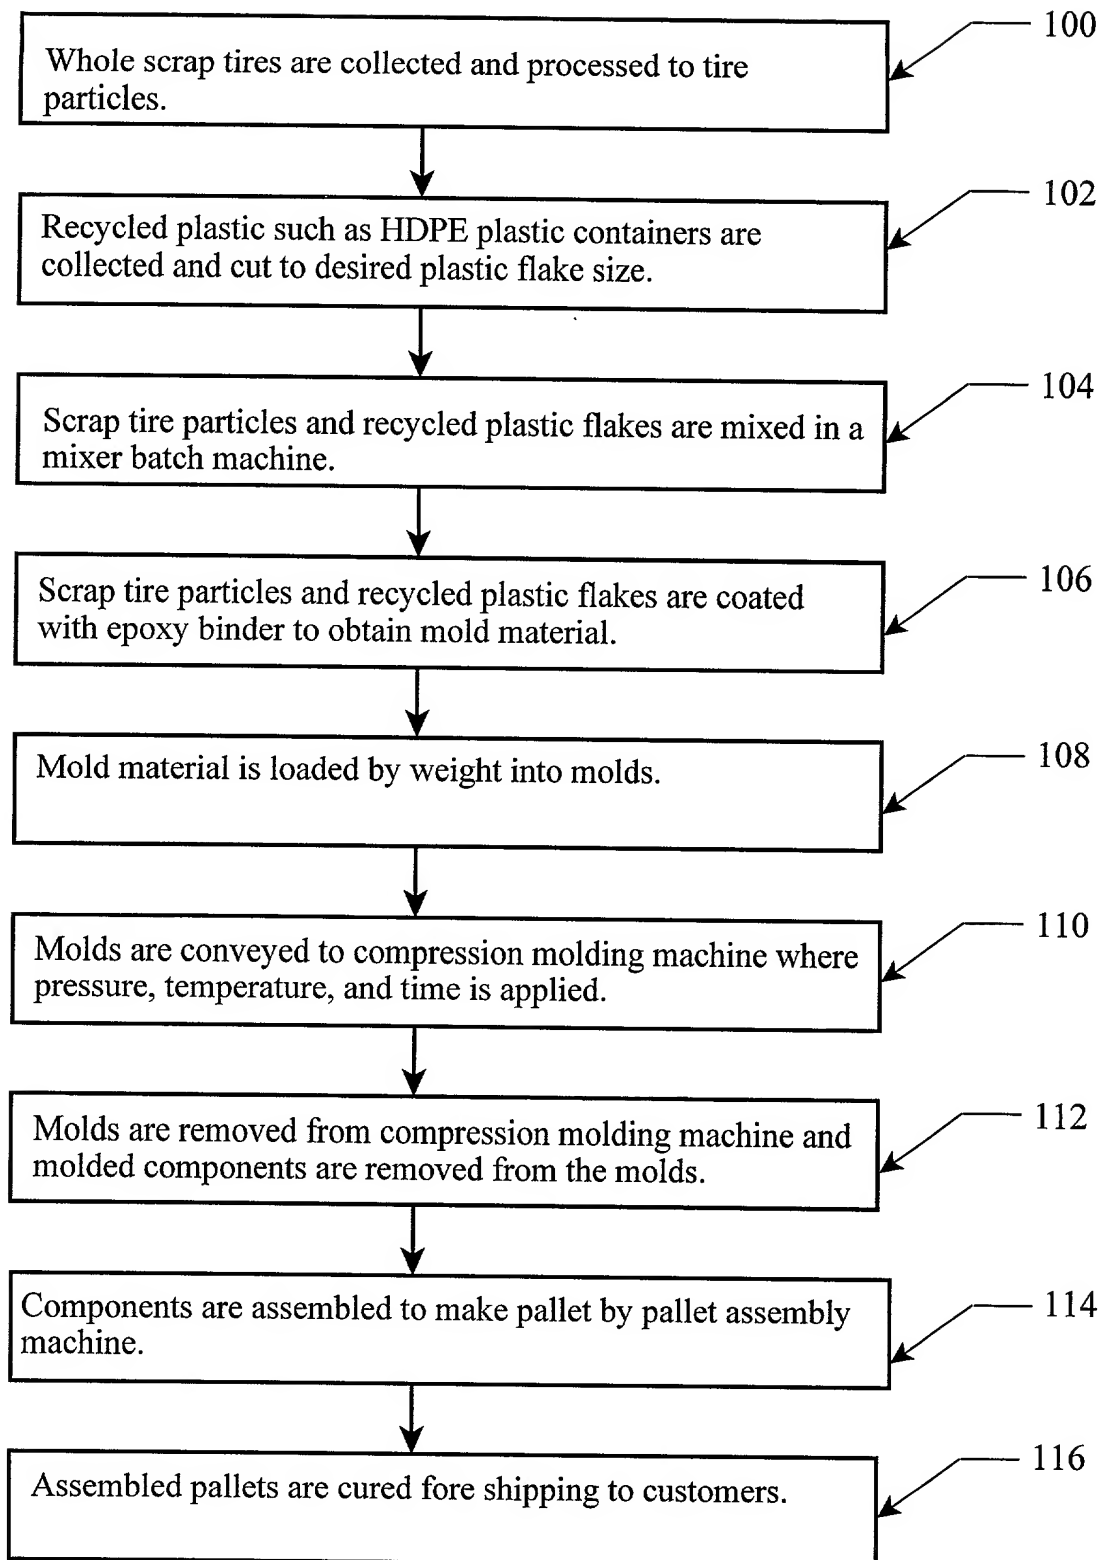 100
Whole scrap tires are collected and processed to tire
particles.
102
Recycled plastic such as HDPE plastic containers are
collected and cut to desired plastic flake size.
104
Scrap tire particles and recycled plastic flakes are mixed in a
mixer batch machine.
106
Scrap tire particles and recycled plastic flakes are coated
with epoxy binder to obtain mold material.
108
Mold material is loaded by weight into molds.
110
Molds are conveyed to compression molding machine where
pressure, temperature, and time is applied.
112
Molds are removed from compression molding machine and
molded components are removed from the molds.
114
Components are assembled to make pallet by pallet assembly
machine.
116
Assembled pallets are cured fore shipping to customers.